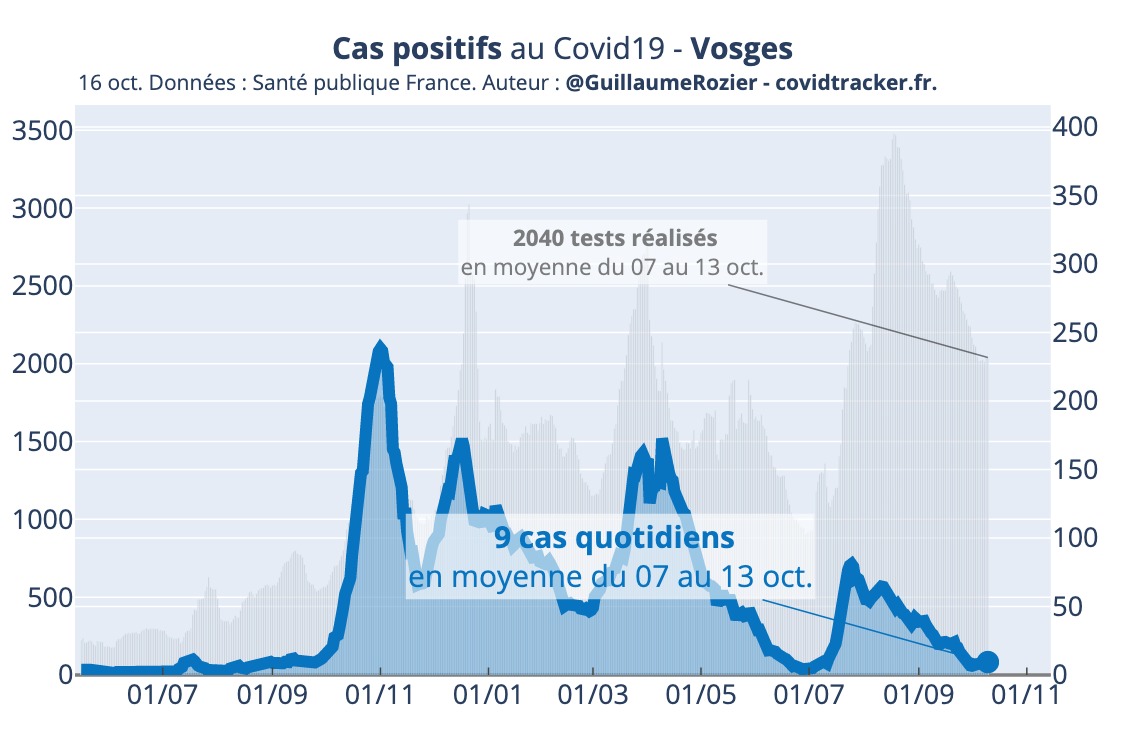 Cas positifs au Covid19 - Vosges
16 oct. Données : Santé publique France. Auteur : @GuillaumeRozier - covidtracker.fr.
3500
3000
2500
2000
1500
1000
500
0
400
350
300
250
200
150
100
50
0
2040 tests réalisés
en moyenne du 07 au 13 oct.
9 cas quotidiens
en moyenne du 07 au 13 oct.
01/07 01/09 01/11 01/01 01/03 01/05 01/07 01/09 01/11